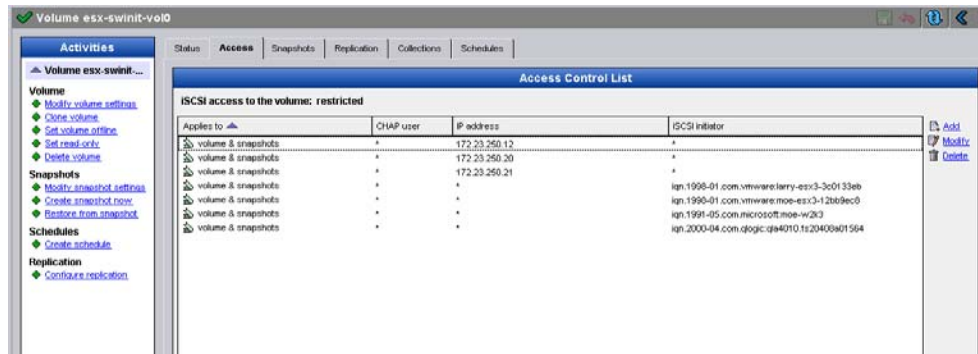 Volume esx-swinit-vol0
Activities
Volume esx-swinit-...
Volume
Modify volume settings
Clone volume
Set volume offline
Set read-only
Delete volume
Snapshots
Modify snapshot settings
Create snapshot now
Restore from snapshot
Schedules
Create schedule
Replication
Configure replication
Status Access Snapshots Replication Collections Schedules
Access Control List
iSCSI access to the volume: restricted
Applies to CHAP user IP address iSCSI initiator
volume & snapshots * 172.23.250.12 *
volume & snapshots * 172.23.250.20 *
volume & snapshots * 172.23.250.21 *
volume & snapshots * * iqn.1998-01.com.vmware:larry-esx3-3c0133eb
volume & snapshots * * iqn.1998-01.com.vmware:moe-esx3-12bb9ec8
volume & snapshots * * iqn.1991-05.com.microsoft:moe-w2k3
volume & snapshots * * iqn.2000-04.com.qlogic:qla4010.fs20408a01564
Add
Modify
Delete